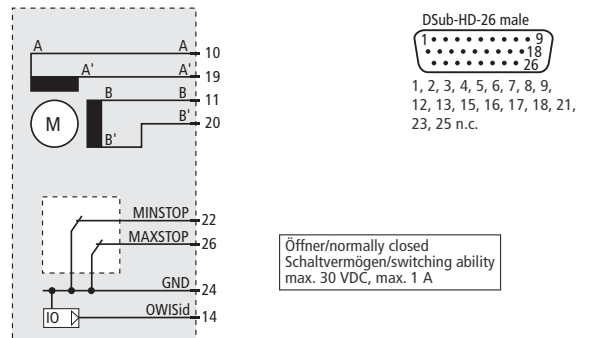 A A 10
A' A' 19
B B 11
M
B' B' 20
MINSTOP 22
MAXSTOP 26
GND 24
IO OWISid 14
DSub-HD-26 male
1 9
18
26
1, 2, 3, 4, 5, 6, 7, 8, 9,
12, 13, 15, 16, 17, 18, 21,
23, 25 n.c.
Öffner/normally closed
Schaltvermögen/switching ability
max. 30 VDC, max. 1 A